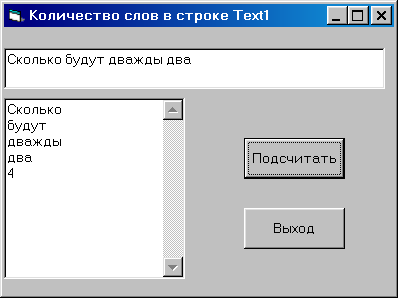 Количество слов в строке Text1
Сколько будут дважды два
Сколько
будут
дважды
два
4
Подсчитать
Выход